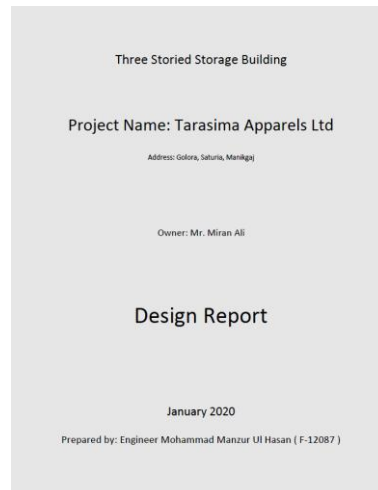 Three Storied Storage Building
Project Name: Tarasima Apparels Ltd
Address: Golora, Saturia, Manikgaj
Owner: Mr. Miran Ali
Design Report
January 2020
Prepared by: Engineer Mohammad Manzur Ul Hasan ( F-12087 )